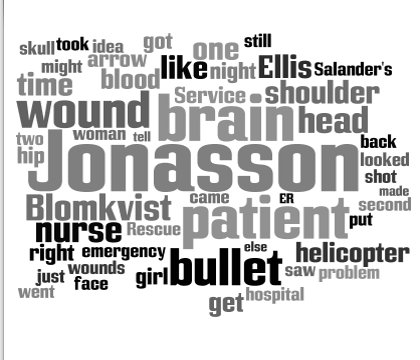 skull took idea got one still
might arrow like night Ellis Salander's
time blood Service shoulder
wound brain head
two woman tell back
hip Jonasson looked
shot
made
Blomkvist came patient ER second
nurse Rescue put
right emergency else helicopter
just wounds girl bullet saw problem
went face get hospital